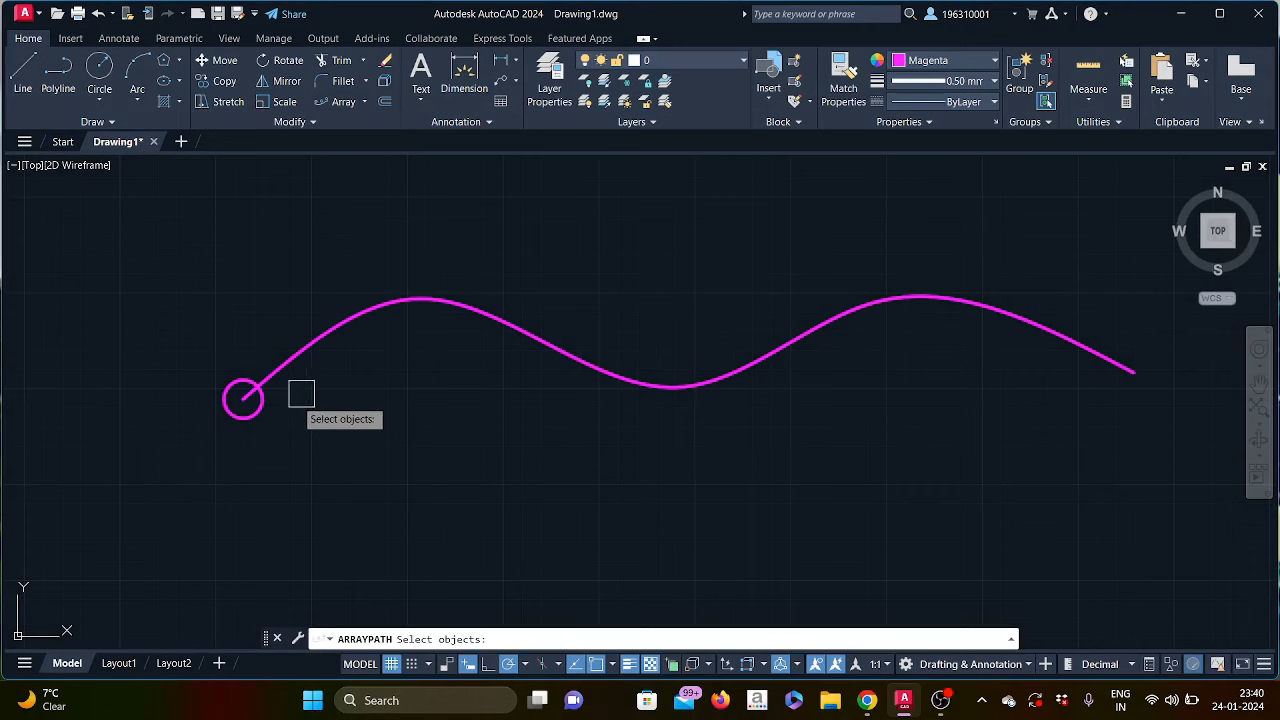 A CAD Share Autodesk AutoCAD 2024 Drawing1.dwg Type a keyword or phrase 196310001
Home Insert Annotate Parametric View Manage Output Add-ins Collaborate Express Tools Featured Apps
Line Polyline Circle Arc
Move Rotate Trim
Copy Mirror Fillet
Stretch Scale Array
Text Dimension
Layer Properties
0
Insert
Match Properties
Magenta
0.50 mm
ByLayer
Group
Measure
Paste
Base
Draw Modify Annotation Layers Block Properties Groups Utilities Clipboard View
Start Drawing1*
[−][Top][2D Wireframe]
N
W TOP E
S
WCS
Select objects:
Y
X
ARRAYPATH Select objects:
Model Layout1 Layout2 MODEL 1:1 Drafting & Annotation Decimal
7°C
Clear
Search
99+
a
A CAD
ENG
IN
23:40
24-01-2024